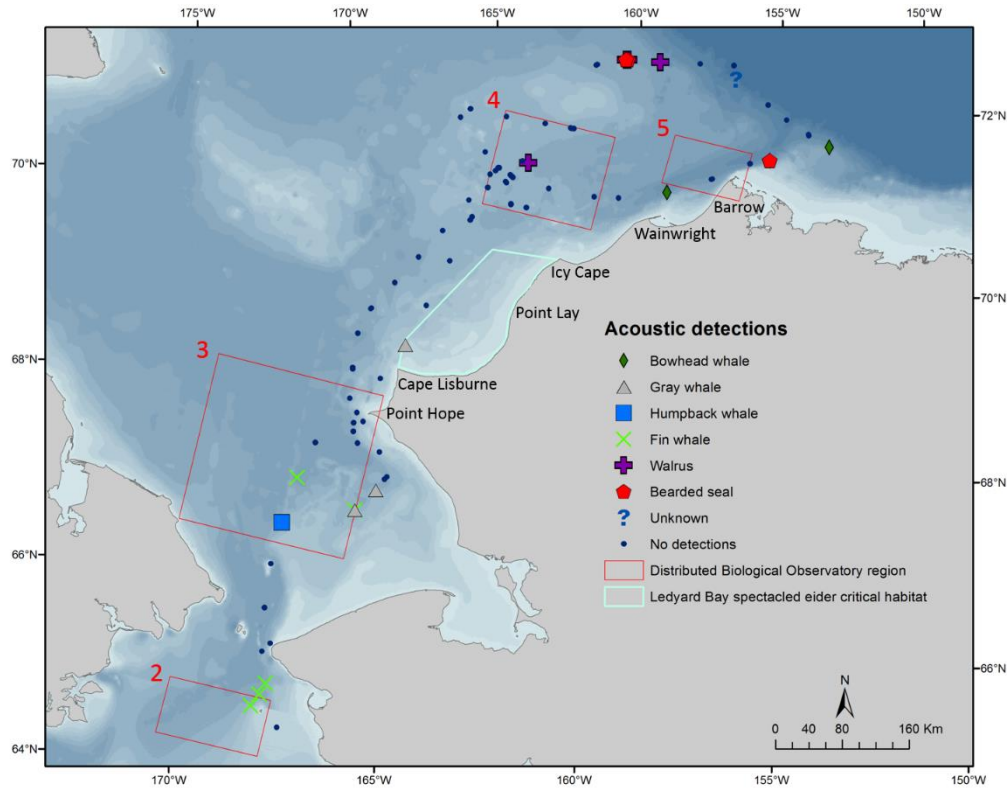 175°W 170°W 165°W 160°W 155°W 150°W
72°N
4
5
70°N
Barrow
Wainwright
Icy Cape
70°N
Point Lay
Acoustic detections
3
68°N
Bowhead whale
Cape Lisburne
Gray whale
Point Hope
Humpback whale
Fin whale
Walrus
68°N
Bearded seal
?
Unknown
No detections
66°N
Distributed Biological Observatory region
Ledyard Bay spectacled eider critical habitat
2
66°N
N
64°N
0 40 80 160 Km
170°W 165°W 160°W 155°W 150°W